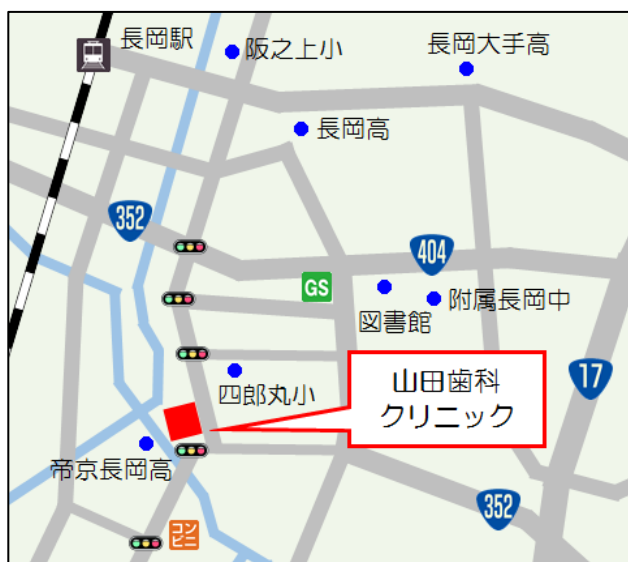 長岡駅
阪之上小
長岡大手高
長岡高
352
404
GS
図書館
附属長岡中
四郎丸小
山田歯科
クリニック
17
帝京長岡高
352
コン
ビニ